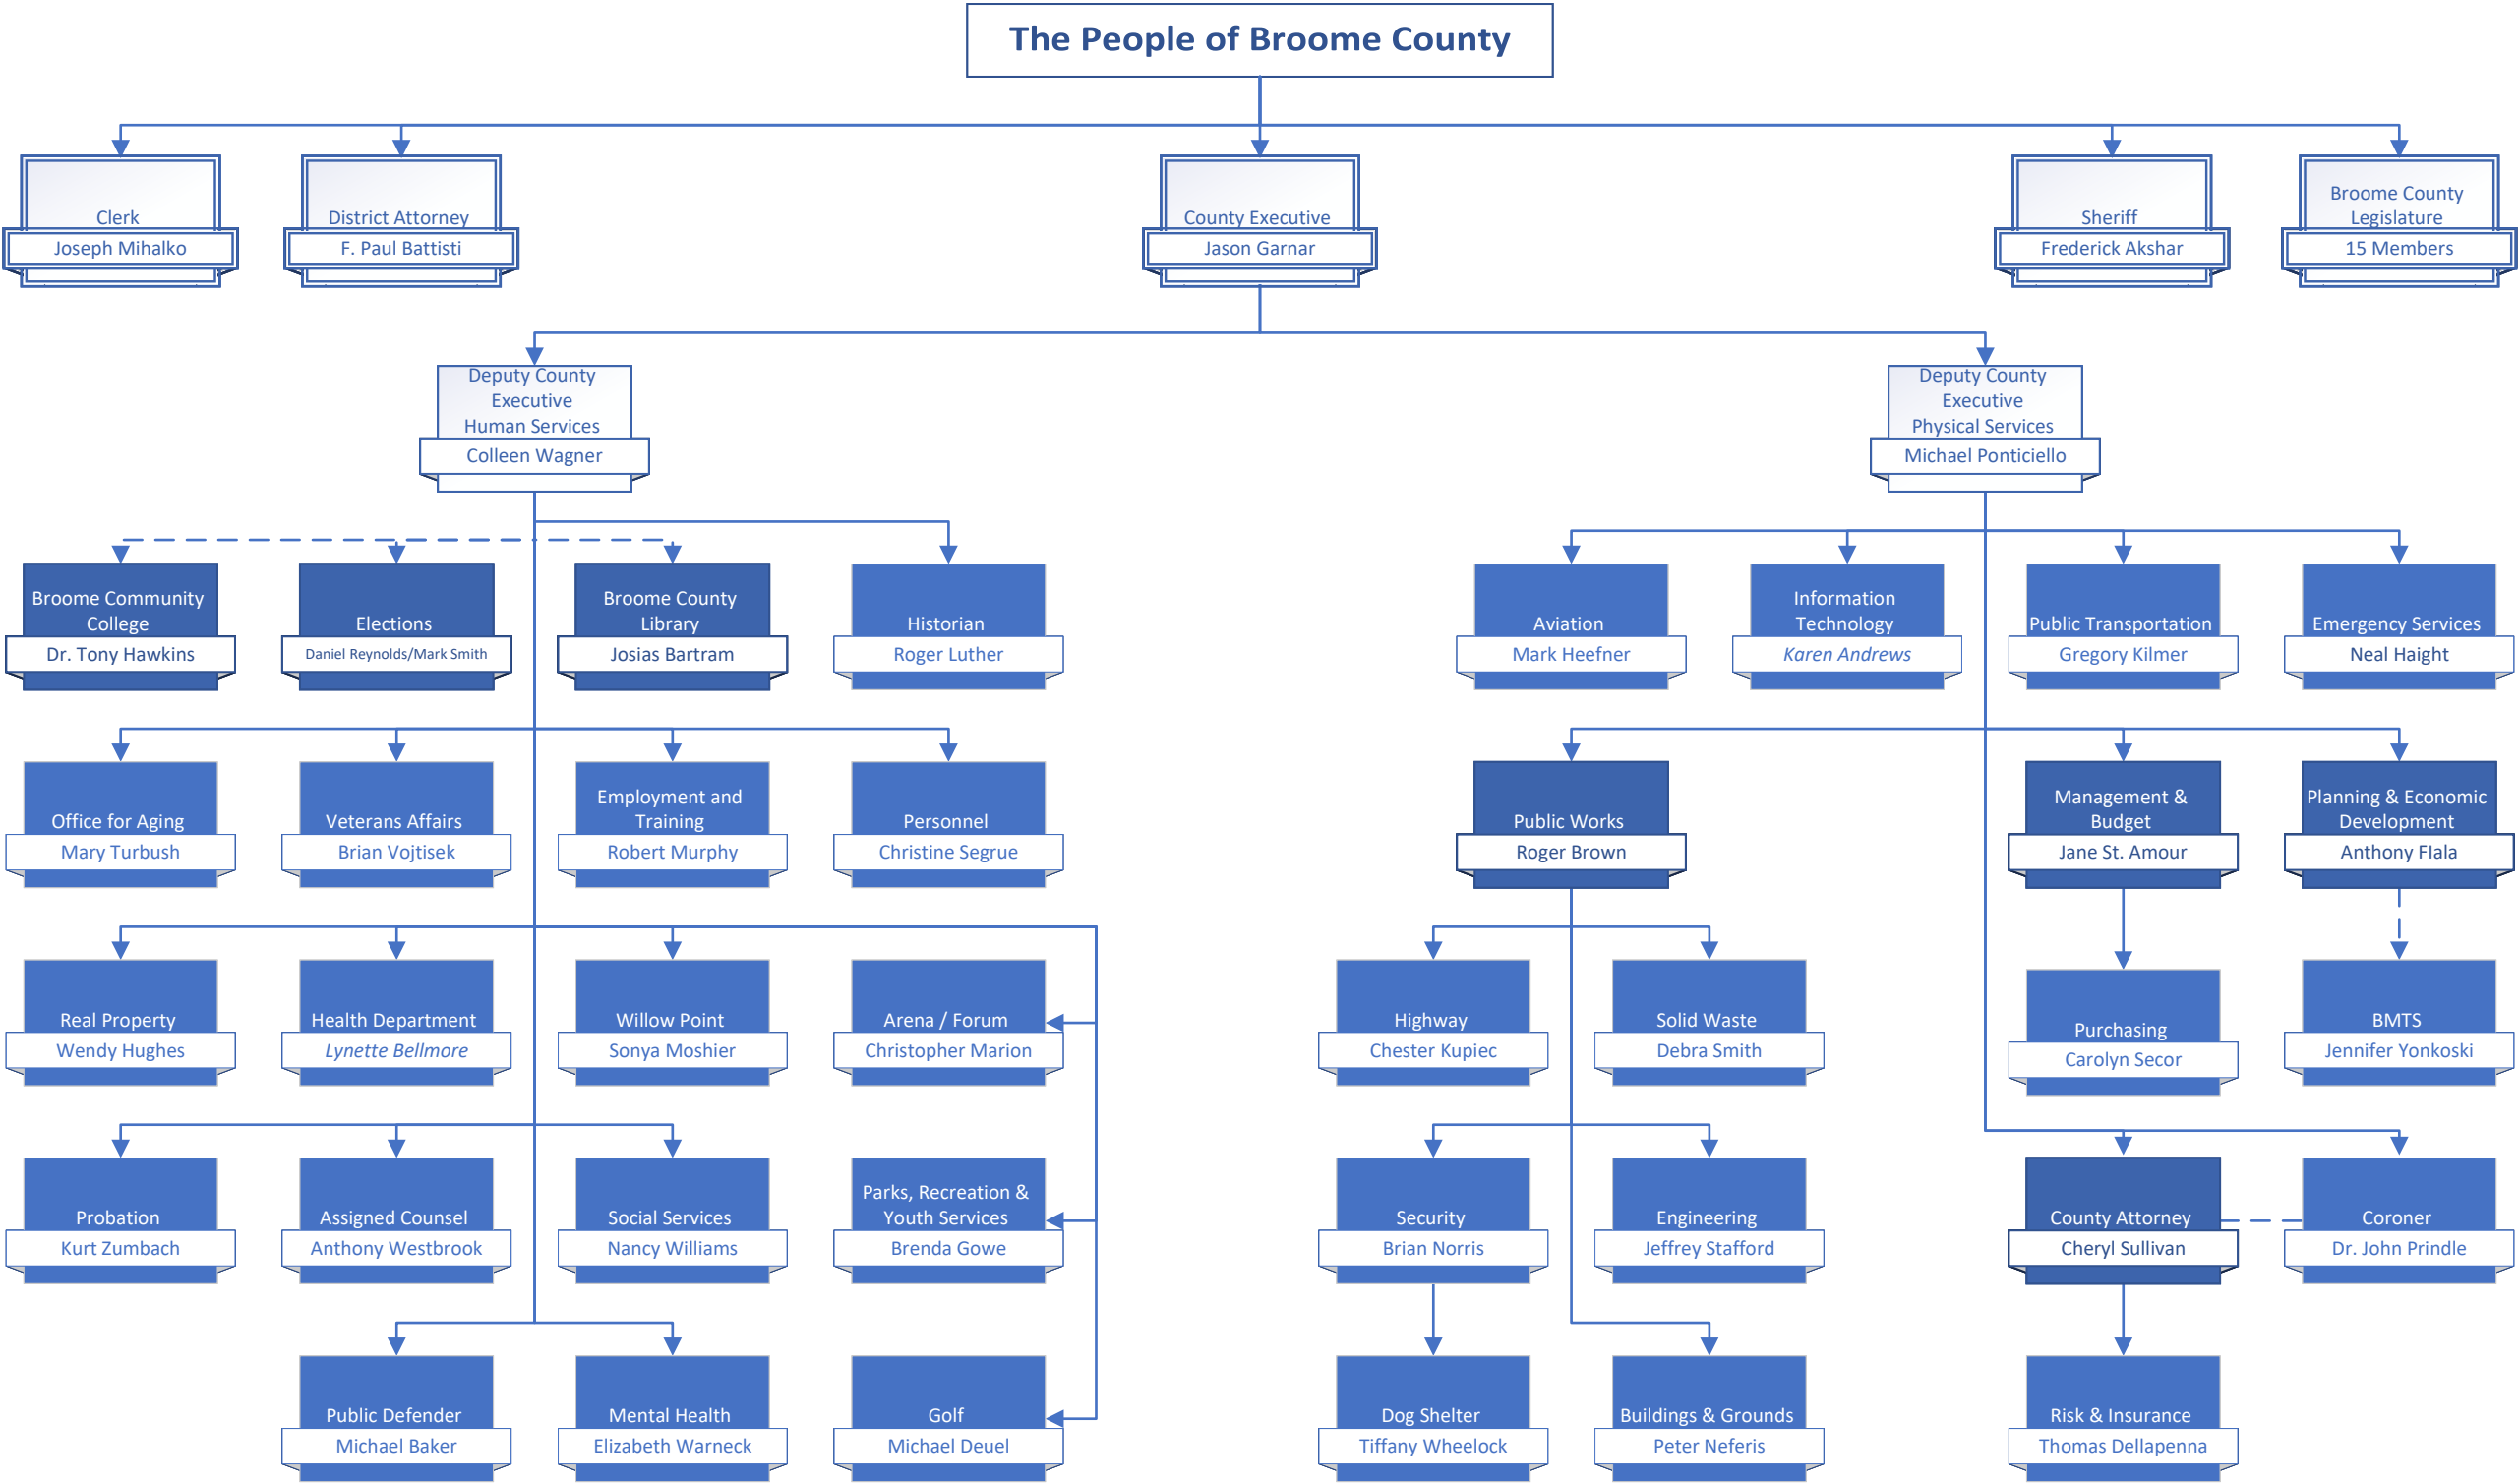 The People of Broome County
Clerk
Joseph Mihalko
District Attorney
F. Paul Battisti
County Executive
Jason Garnar
Sheriff
Frederick Akshar
Broome County
Legislature
15 Members
Deputy County
Executive
Human Services
Colleen Wagner
Deputy County
Executive
Physical Services
Michael Ponticiello
Broome Community
College
Dr. Tony Hawkins
Elections
Daniel Reynolds/Mark Smith
Broome County
Library
Josias Bartram
Historian
Roger Luther
Aviation
Mark Heefner
Information
Technology
Karen Andrews
Public Transportation
Gregory Kilmer
Emergency Services
Neal Haight
Office for Aging
Mary Turbush
Veterans Affairs
Brian Vojtisek
Employment and
Training
Robert Murphy
Personnel
Christine Segrue
Public Works
Roger Brown
Management &
Budget
Jane St. Amour
Planning & Economic
Development
Anthony FIala
Real Property
Wendy Hughes
Health Department
Lynette Bellmore
Willow Point
Sonya Moshier
Arena / Forum
Christopher Marion
Highway
Chester Kupiec
Solid Waste
Debra Smith
Purchasing
Carolyn Secor
BMTS
Jennifer Yonkoski
Probation
Kurt Zumbach
Assigned Counsel
Anthony Westbrook
Social Services
Nancy Williams
Parks, Recreation &
Youth Services
Brenda Gowe
Security
Brian Norris
Engineering
Jeffrey Stafford
County Attorney
Cheryl Sullivan
Coroner
Dr. John Prindle
Public Defender
Michael Baker
Mental Health
Elizabeth Warneck
Golf
Michael Deuel
Dog Shelter
Tiffany Wheelock
Buildings & Grounds
Peter Neferis
Risk & Insurance
Thomas Dellapenna